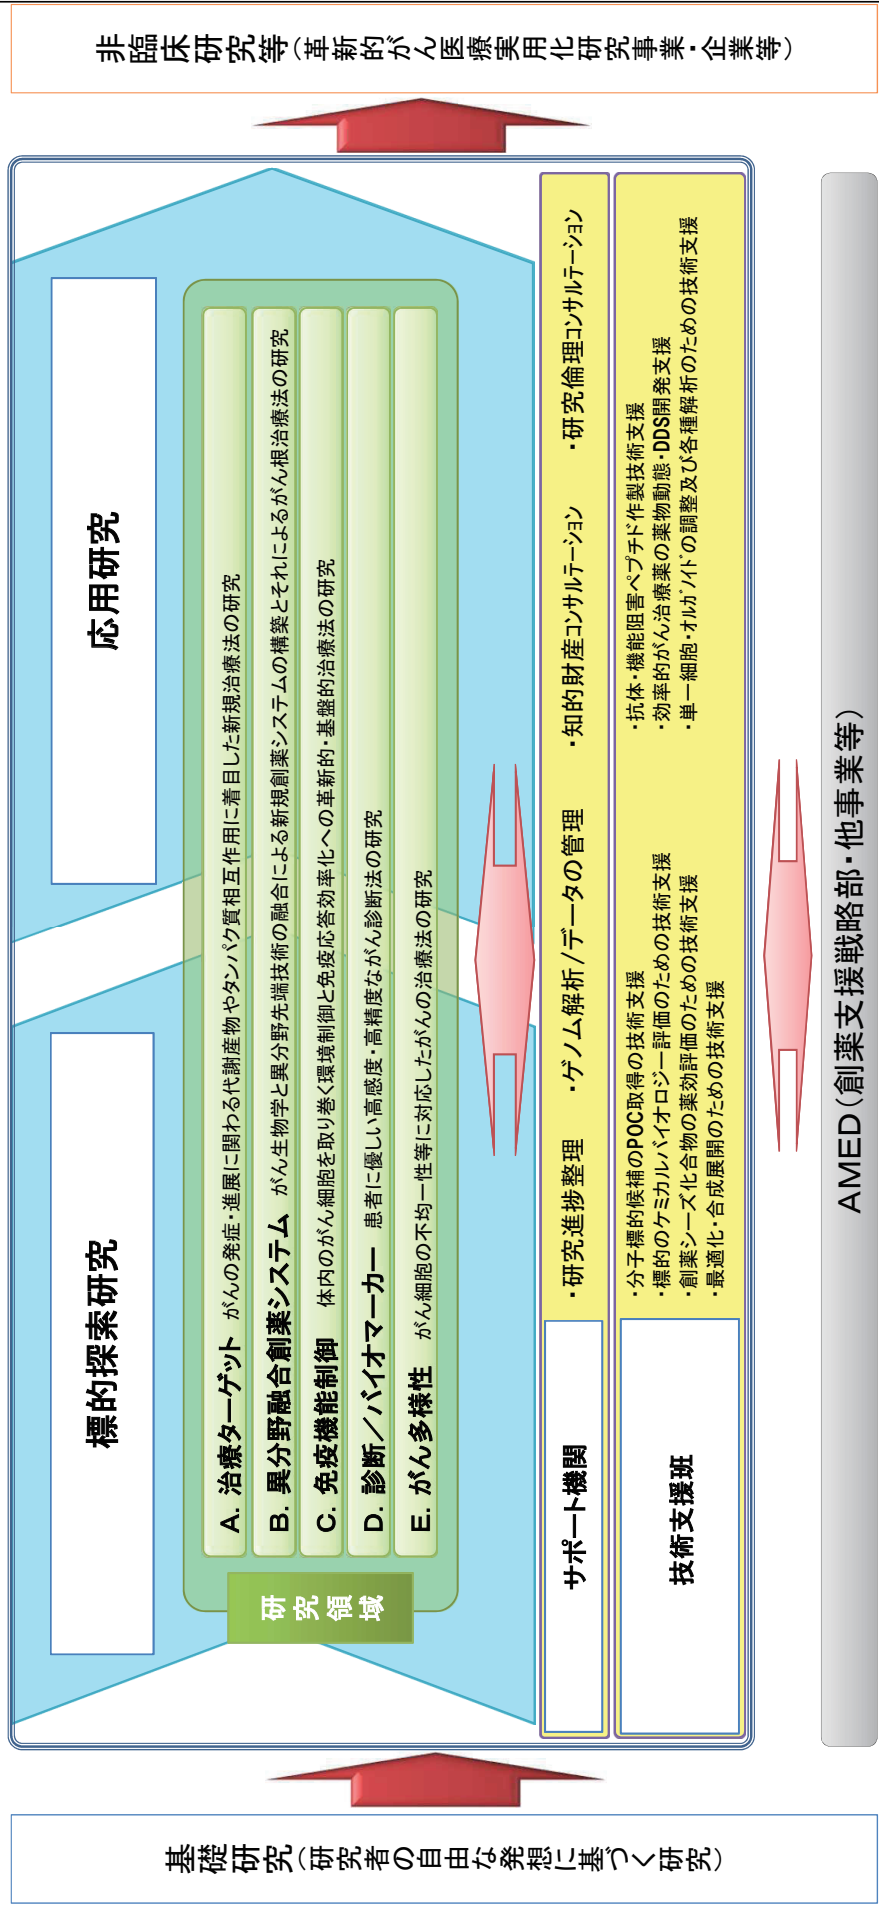 基礎研究（研究者の自由な発想に基づく研究）
標的探索研究
応用研究
研究
領域
A. 治療ターゲット がんの発症・進展に関わる代謝産物やタンパク質相互作用に着目した新規治療法の研究
B. 異分野融合創薬システム がん生物学と異分野先端技術の融合による新規創薬システムの構築とそれによるがん根治療法の研究
C. 免疫機能制御 体内のがん細胞を取り巻く環境制御と免疫応答効率化への革新的・基盤的治療法の研究
D. 診断／バイオマーカー 患者に優しい高感度・高精度ながん診断法の研究
E. がん多様性 がん細胞の不均一性等に対応したがんの治療法の研究
サポート機関
・研究進捗整理 ・ゲノム解析/データの管理 ・知的財産コンサルテーション ・研究倫理コンサルテーション
技術支援班
・分子標的候補のPOC取得の技術支援
・標的のケミカルバイオロジー評価のための技術支援
・創薬シーズ化合物の薬効評価のための技術支援
・最適化・合成展開のための技術支援
・抗体・機能阻害ペプチド作製技術支援
・効率的がん治療薬の薬物動態・DDS開発支援
・単一細胞・オルガノイドの調整及び各種解析のための技術支援
AMED（創薬支援戦略部・他事業等）
非臨床研究等（革新的がん医療実用化研究事業・企業等）